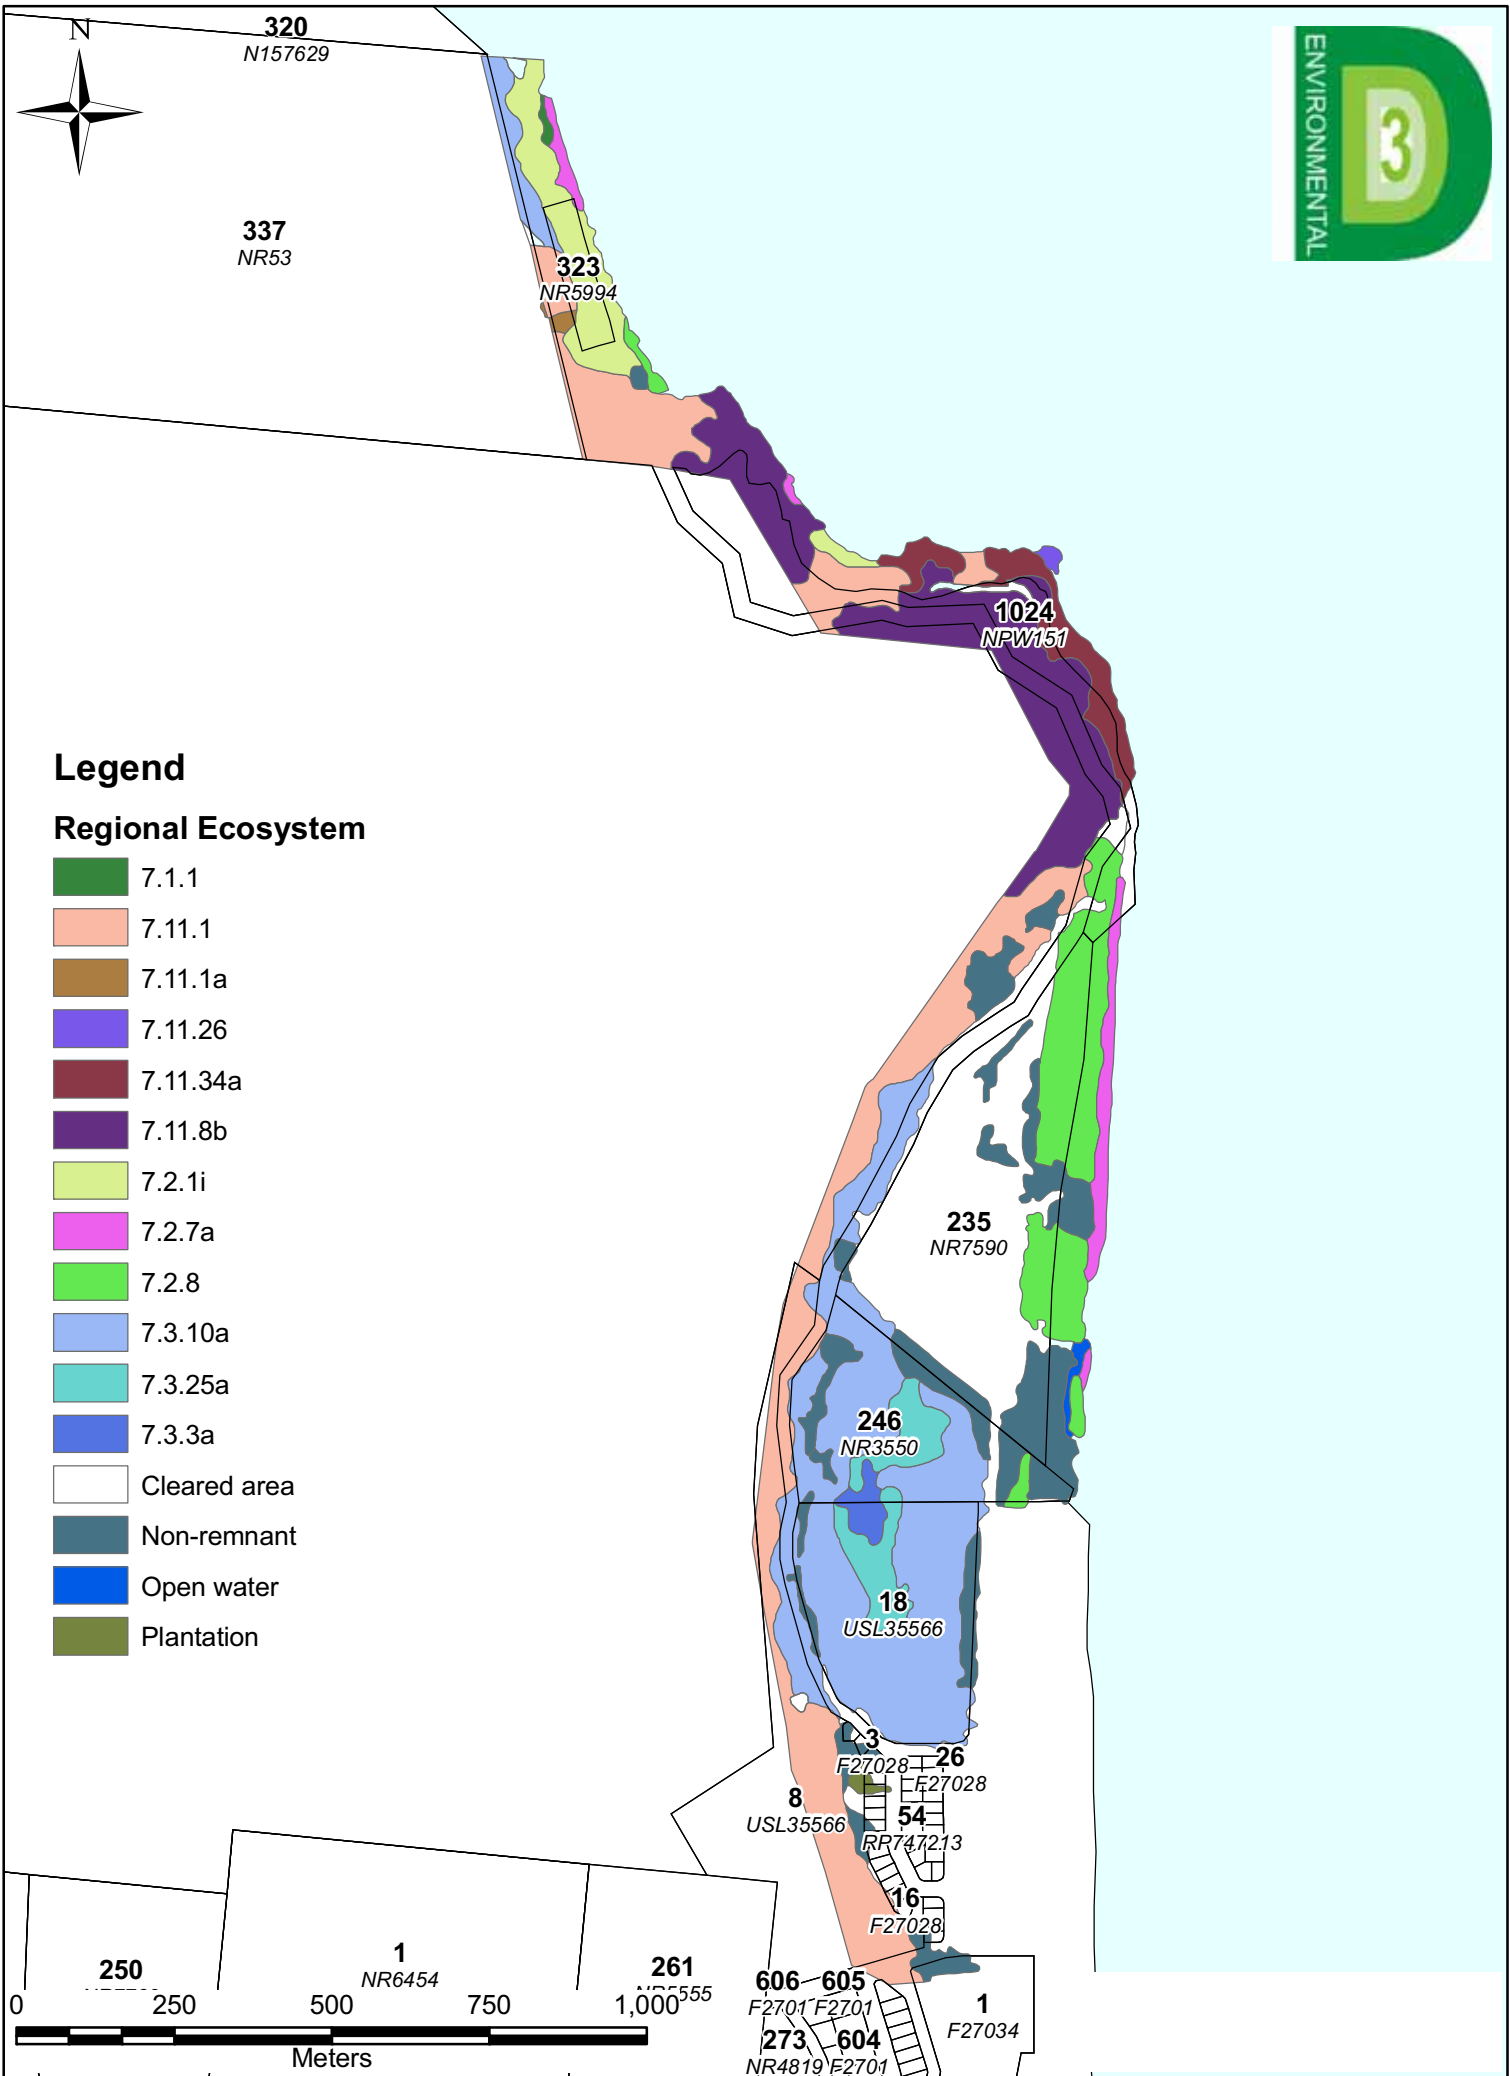 N
320
N157629
ENVIRONMENTAL
D
3
337
NR53
323
NR5994
1024
NPW151
Legend
Regional Ecosystem
7.1.1
7.11.1
7.11.1a
7.11.26
7.11.34a
7.11.8b
7.2.1i
7.2.7a
7.2.8
7.3.10a
7.3.25a
7.3.3a
Cleared area
Non-remnant
Open water
Plantation
235
NR7590
246
NR3550
18
USL35566
3
F27028
26
F27028
8
USL35566
54
RP747213
16
F27028
250
1
NR6454
261
606
F2701
605
F2701
1
F27034
273
NR4819
604
F2701
0 250 500 750 1,000
Meters